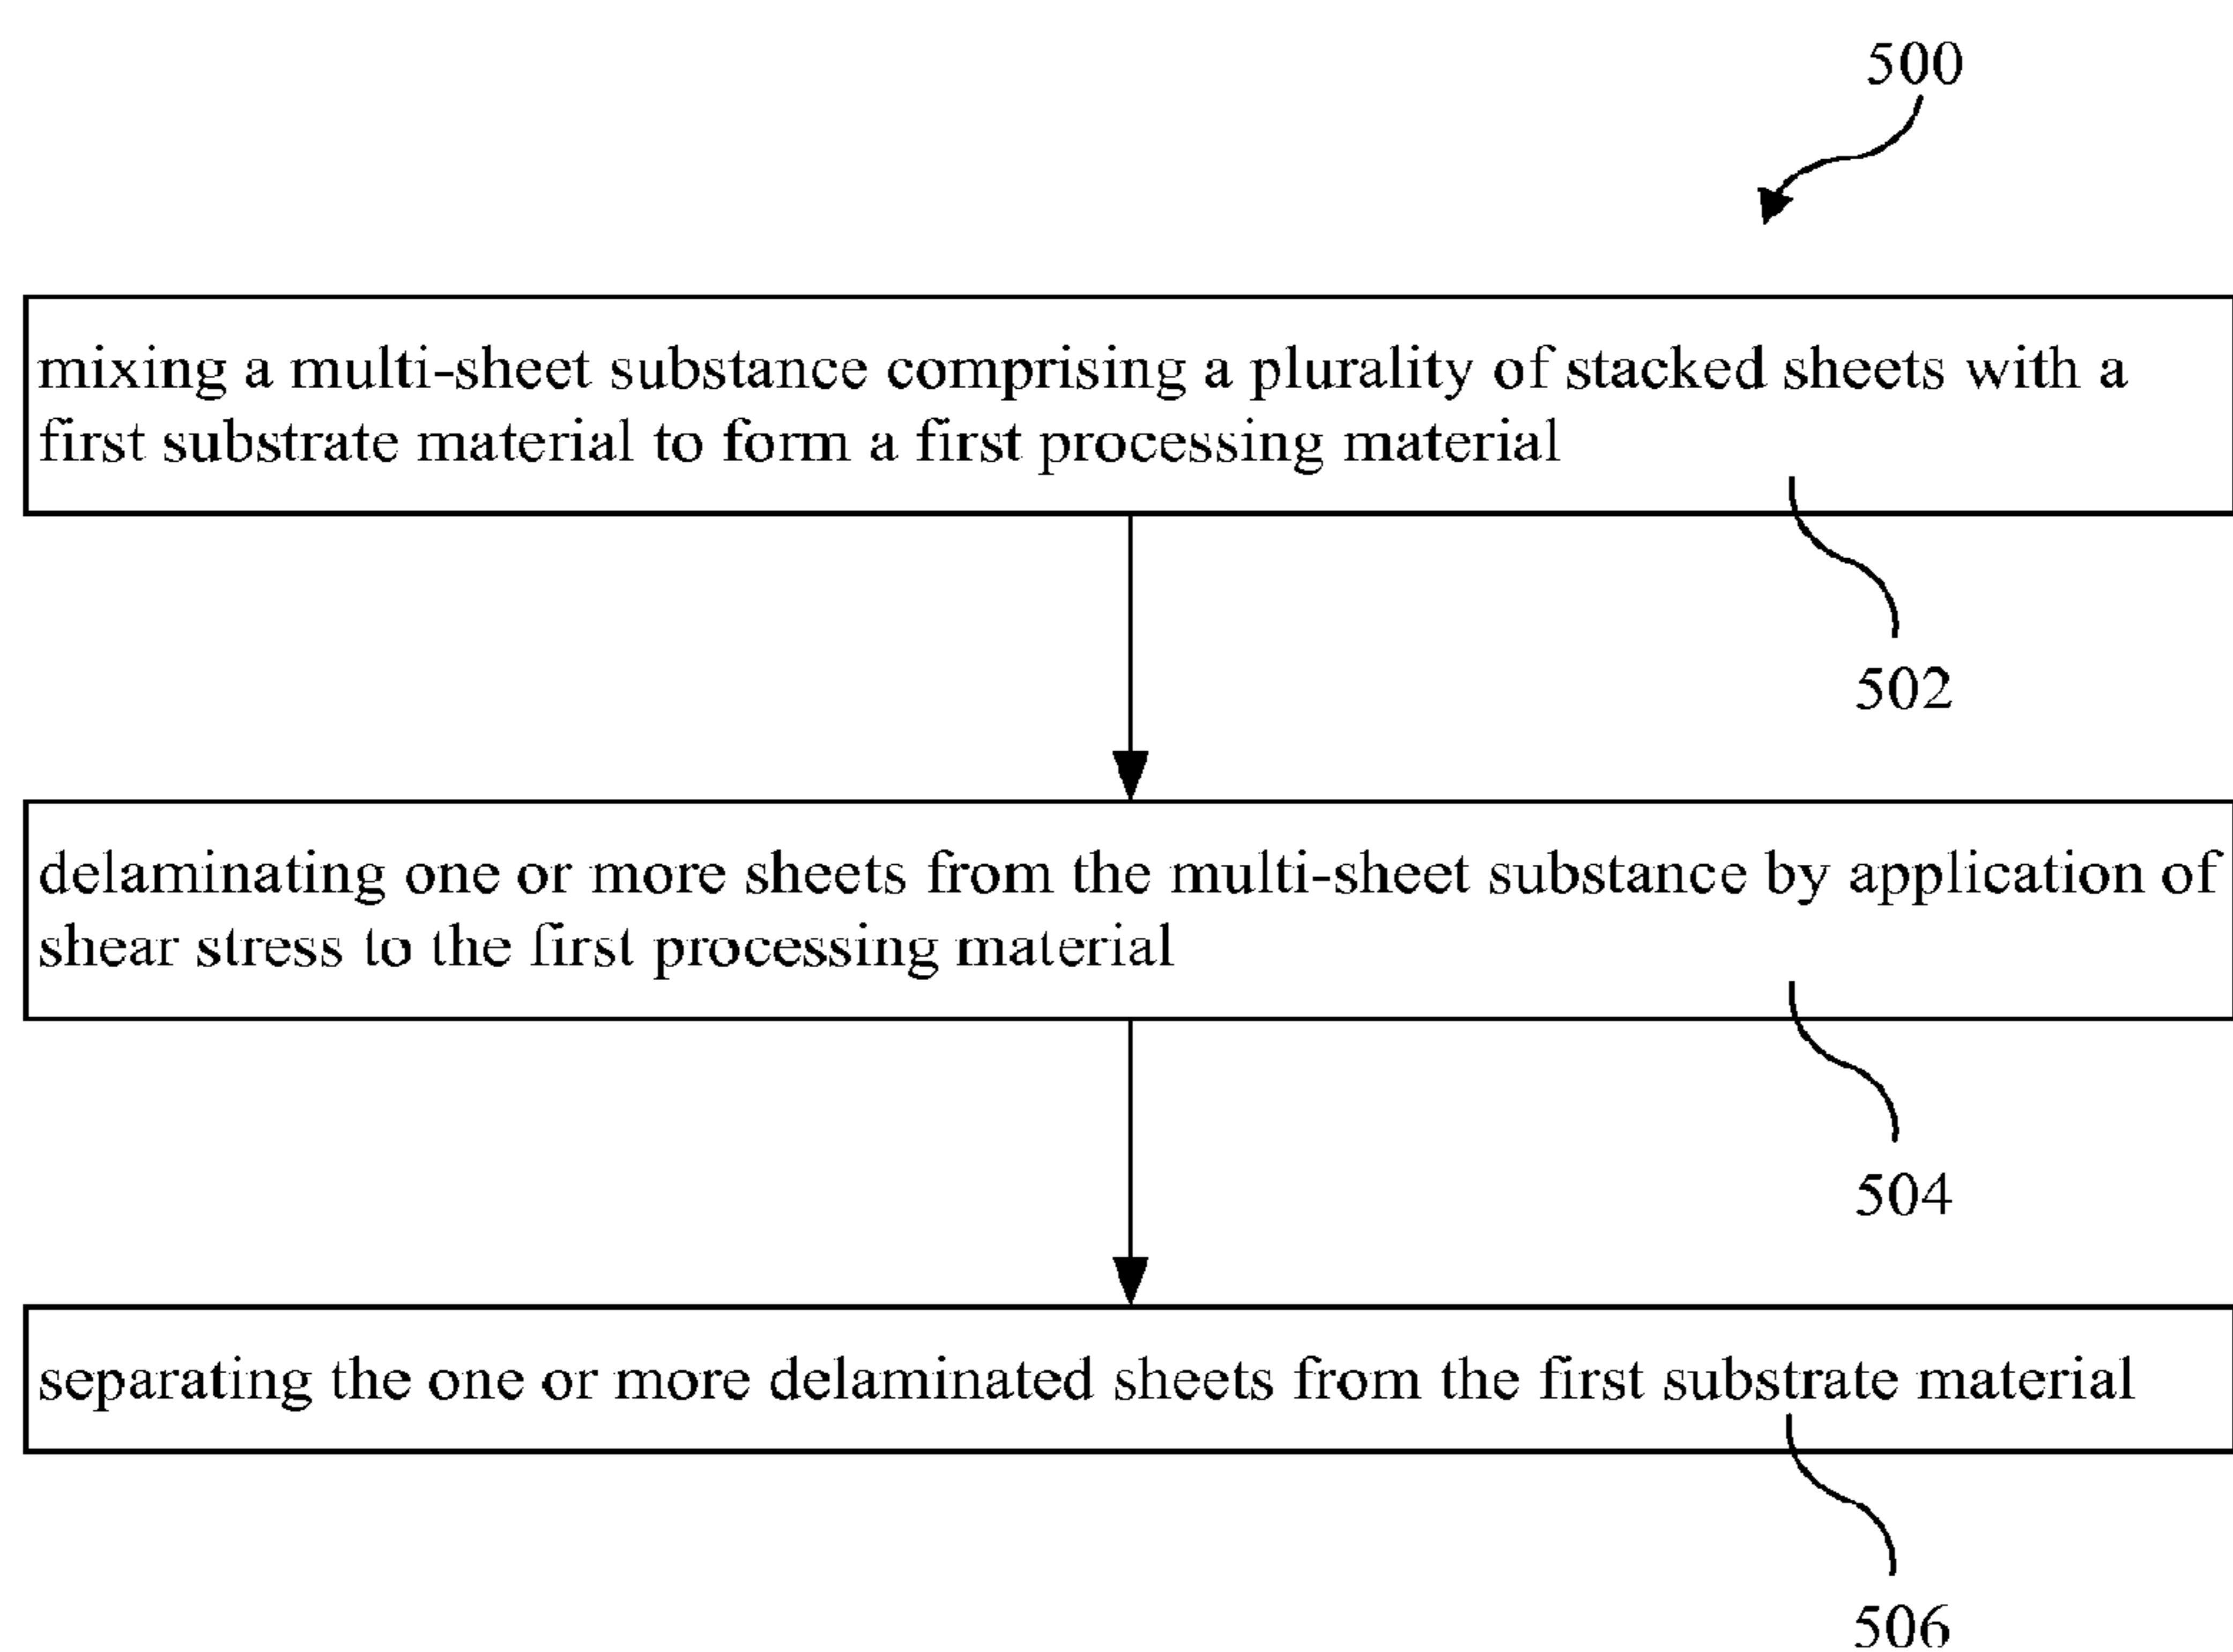 500
mixing a multi-sheet substance comprising a plurality of stacked sheets with a
first substrate material to form a first processing material
502
delaminating one or more sheets from the multi-sheet substance by application of
shear stress to the first processing material
504
separating the one or more delaminated sheets from the first substrate material
506